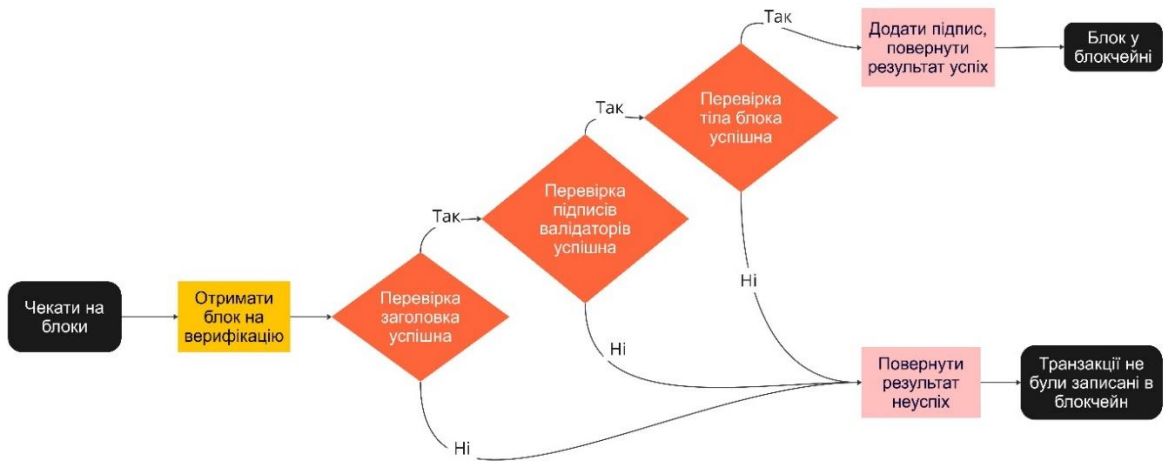 Чекати на
блоки
Отримати
блок на
верифікацію
Перевірка
заголовка
успішна
Так
Ні
Перевірка
підписів
валідаторів
успішна
Так
Ні
Перевірка
тіла блока
успішна
Так
Ні
Додати підпис,
повернути
результат успіх
Блок у
блокчейні
Повернути
результат
неуспіх
Транзакції не
були записані в
блокчейн